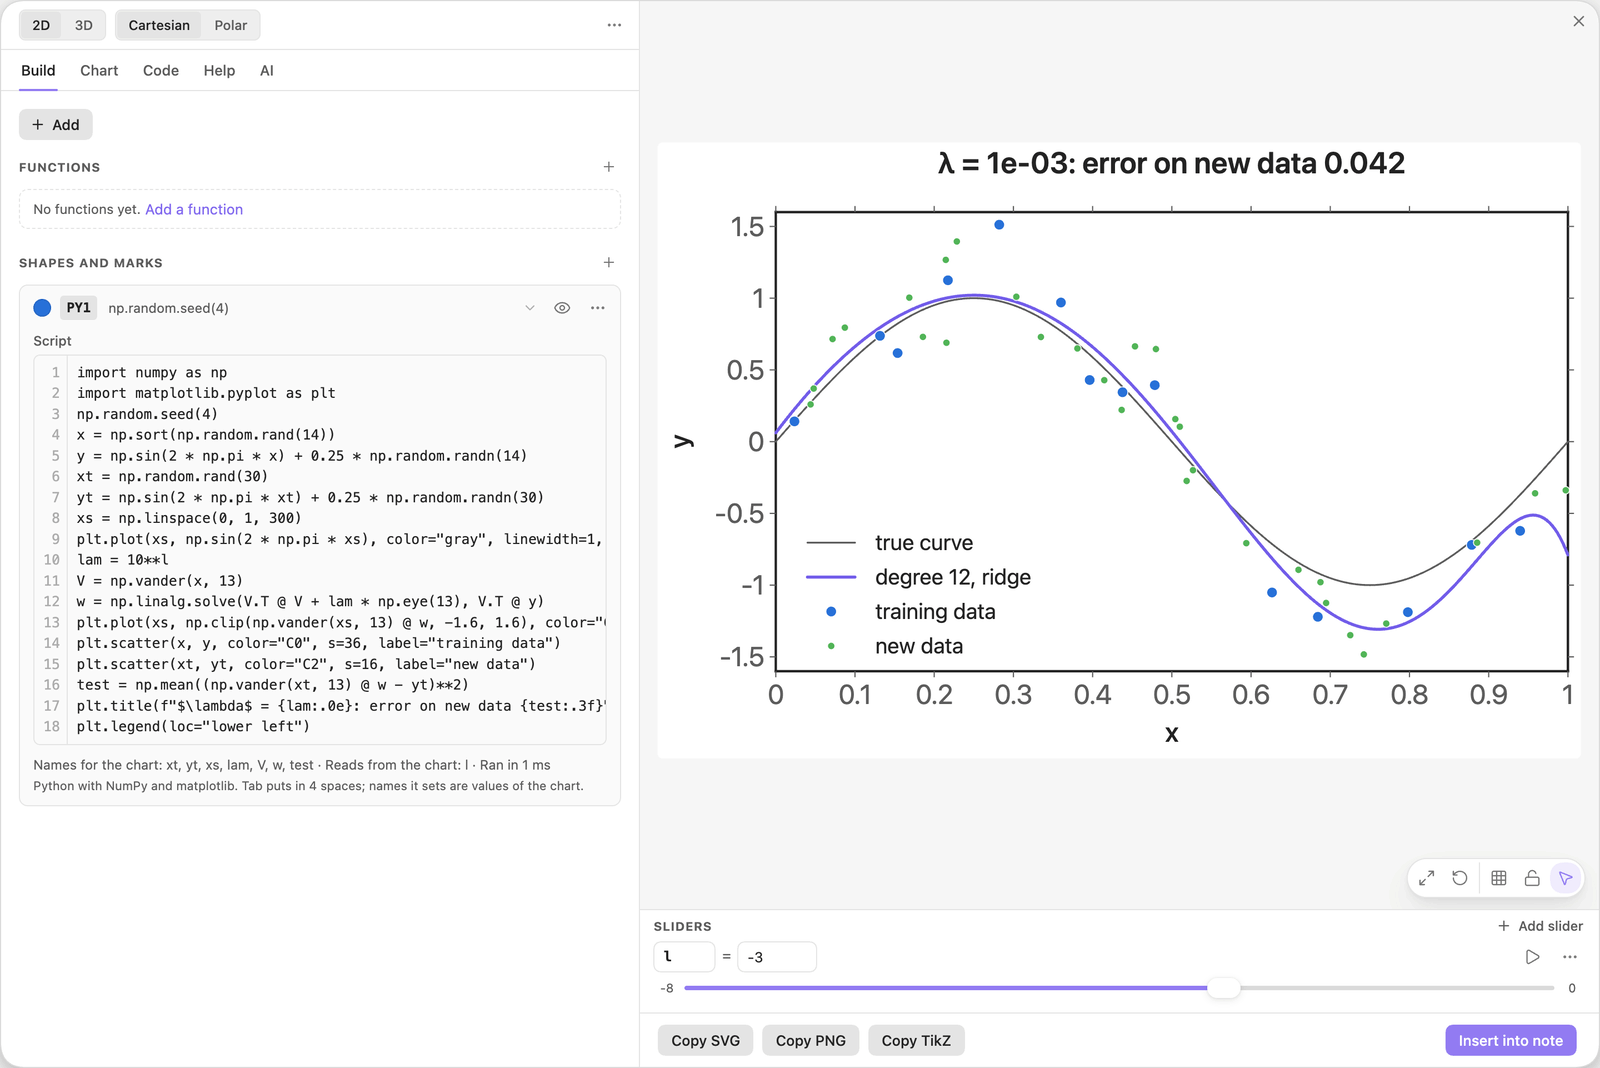 2D 3D Cartesian Polar
Build Chart Code Help AI
+ Add
FUNCTIONS
No functions yet. Add a function
SHAPES AND MARKS
PY1 np.random.seed(4)
Script
1 import numpy as np
2 import matplotlib.pyplot as plt
3 np.random.seed(4)
4 x = np.sort(np.random.rand(14))
5 y = np.sin(2 * np.pi * x) + 0.25 * np.random.randn(14)
6 xt = np.random.rand(30)
7 yt = np.sin(2 * np.pi * xt) + 0.25 * np.random.randn(30)
8 xs = np.linspace(0, 1, 300)
9 plt.plot(xs, np.sin(2 * np.pi * xs), color="gray", linewidth=1,
10 lam = 10**l
11 V = np.vander(x, 13)
12 w = np.linalg.solve(V.T @ V + lam * np.eye(13), V.T @ y)
13 plt.plot(xs, np.clip(np.vander(xs, 13) @ w, -1.6, 1.6), color="
14 plt.scatter(x, y, color="C0", s=36, label="training data")
15 plt.scatter(xt, yt, color="C2", s=16, label="new data")
16 test = np.mean((np.vander(xt, 13) @ w - yt)**2)
17 plt.title(f"$\lambda$ = {lam:.0e}: error on new data {test:.3f}"
18 plt.legend(loc="lower left")
Names for the chart: xt, yt, xs, lam, V, w, test · Reads from the chart: l · Ran in 1 ms
Python with NumPy and matplotlib. Tab puts in 4 spaces; names it sets are values of the chart.
λ = 1e-03: error on new data 0.042
1.5
1
0.5
0
-0.5
-1
-1.5
y
true curve
degree 12, ridge
training data
new data
0 0.1 0.2 0.3 0.4 0.5 0.6 0.7 0.8 0.9 1
x
SLIDERS
+ Add slider
l = -3
-8 0
Copy SVG Copy PNG Copy TikZ
Insert into note